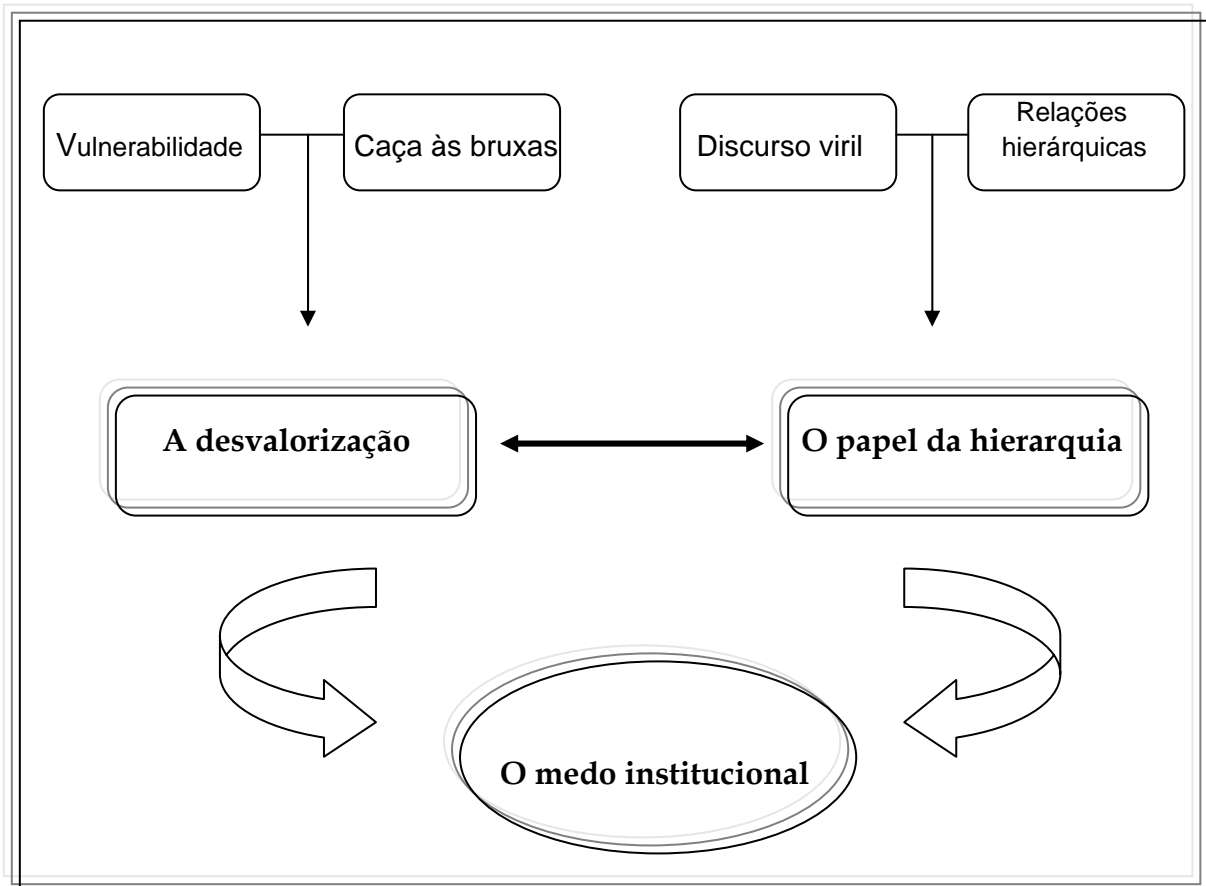 Vulnerabilidade
Caça às bruxas
Discurso viril
Relações
hierárquicas
A desvalorização
O papel da hierarquia
O medo institucional